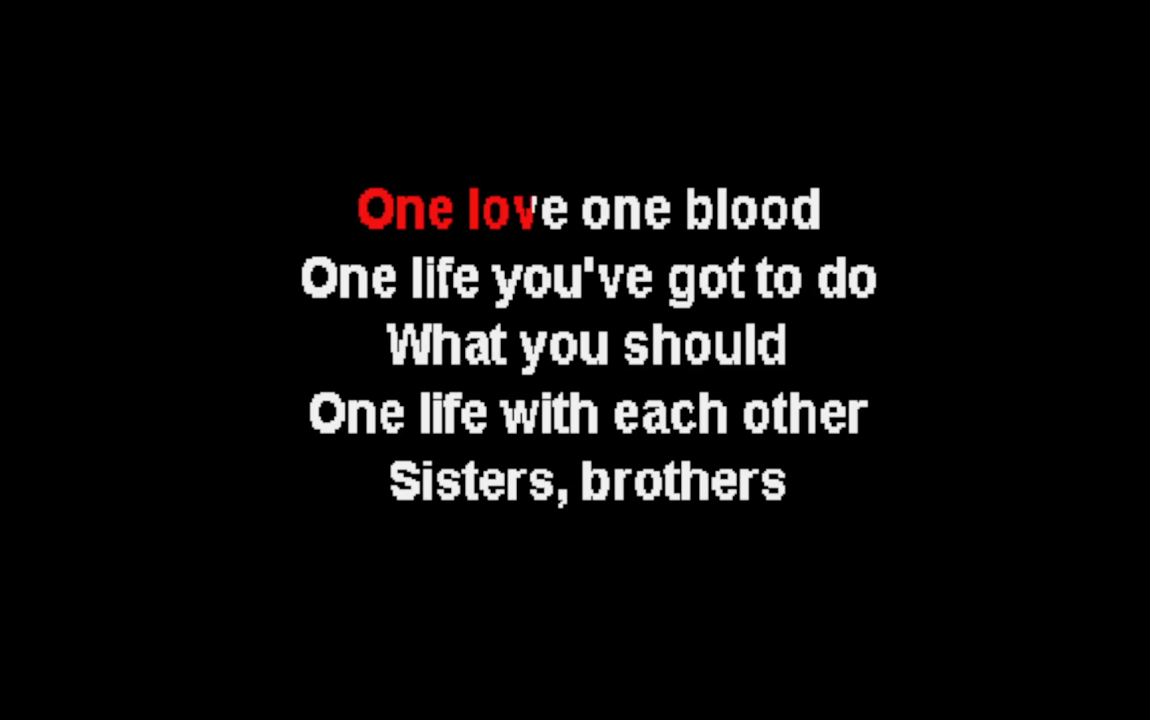 One love one blood
One life you've got to do
What you should
One life with each other
Sisters, brothers